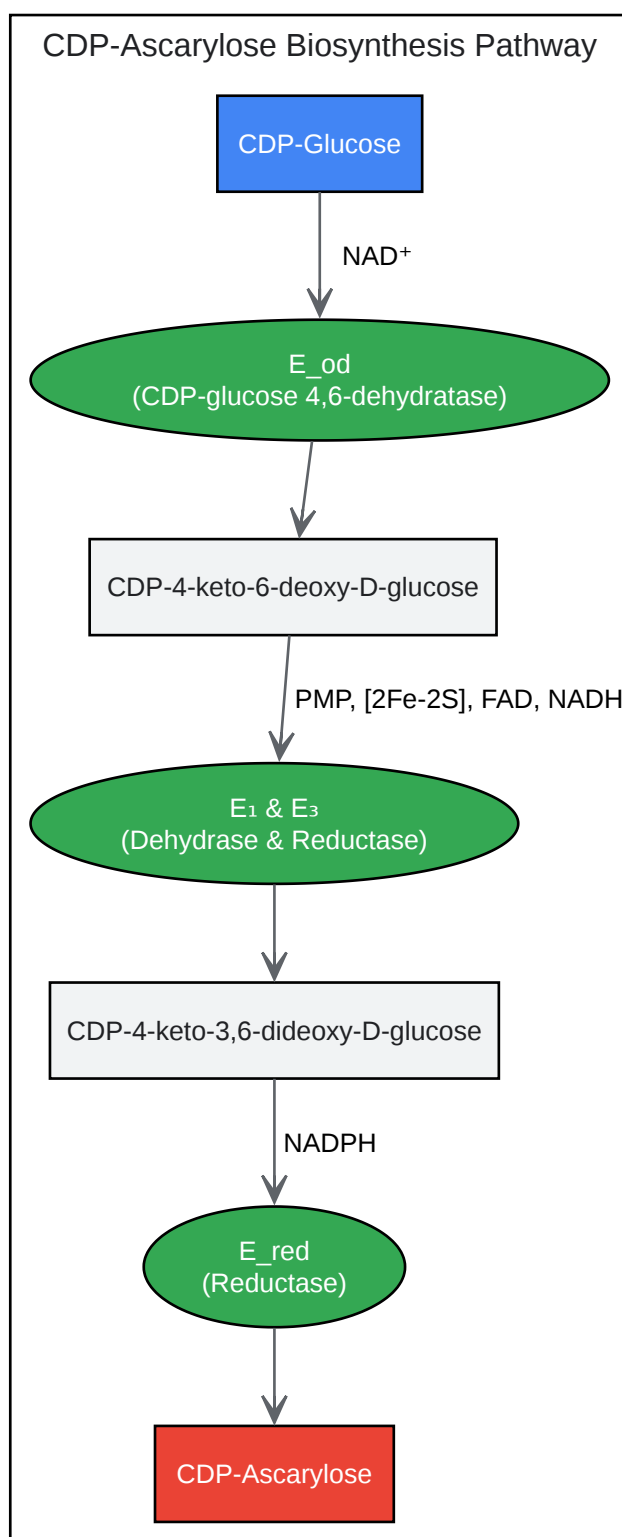 CDP-Ascarylose Biosynthesis Pathway
CDP-Glucose
NAD⁺
E_od
(CDP-glucose 4,6-dehydratase)
CDP-4-keto-6-deoxy-D-glucose
PMP, [2Fe-2S], FAD, NADH
E₁ & E₃
(Dehydrase & Reductase)
CDP-4-keto-3,6-dideoxy-D-glucose
NADPH
E_red
(Reductase)
CDP-Ascarylose